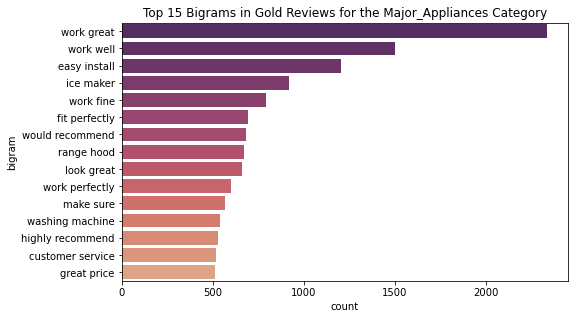 Top 15 Bigrams in Gold Reviews for the Major_Appliances Category
work great
work well
easy install
ice maker
work fine
fit perfectly
would recommend
range hood
look great
work perfectly
make sure
washing machine
highly recommend
customer service
great price
bigram
0 500 1000 1500 2000
count